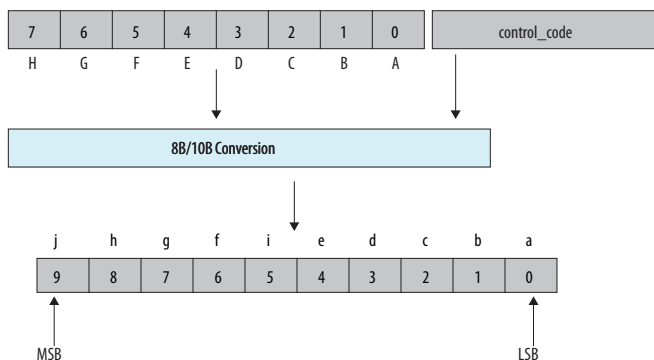 7 6 5 4 3 2 1 0 control_code
H G F E D C B A
8B/10B Conversion
j h g f i e d c b a
9 8 7 6 5 4 3 2 1 0
MSB LSB